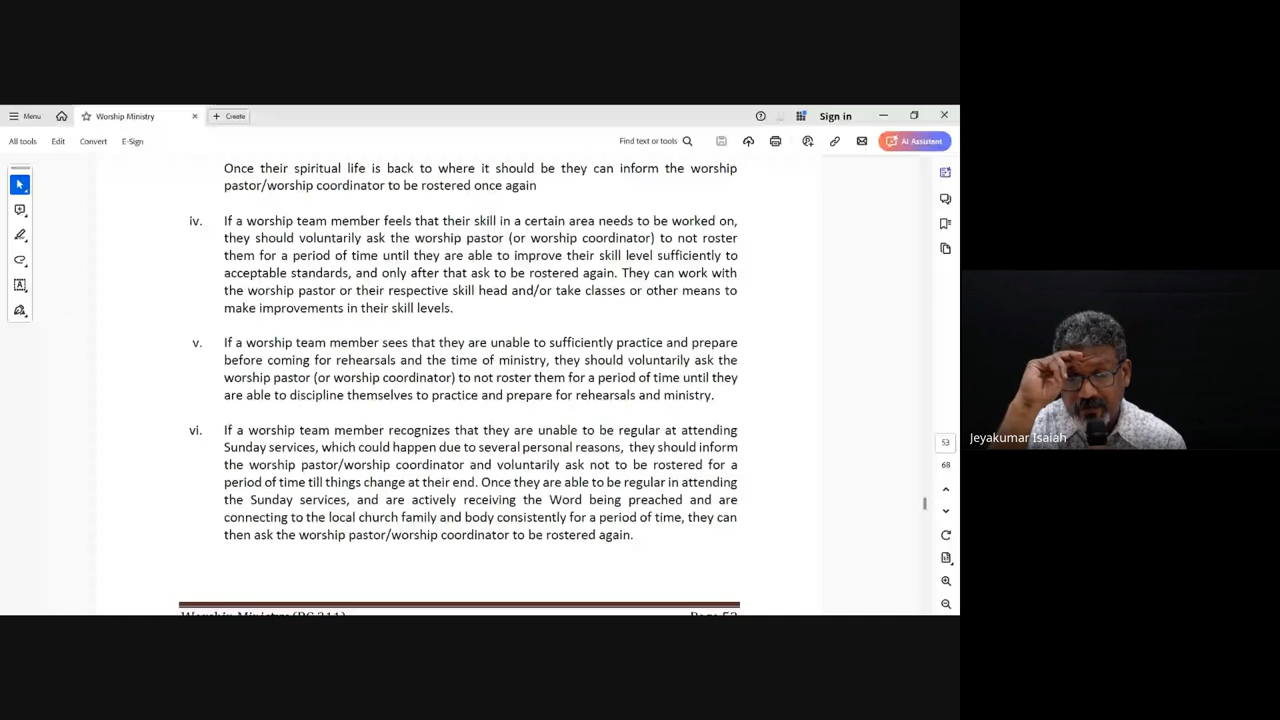 Menu
Worship Ministry
Create
Sign in
All tools
Edit
Convert
E-Sign
Find text or tools
AI Assistant
Once their spiritual life is back to where it should be they can inform the worship
pastor/worship coordinator to be rostered once again
iv. If a worship team member feels that their skill in a certain area needs to be worked on,
they should voluntarily ask the worship pastor (or worship coordinator) to not roster
them for a period of time until they are able to improve their skill level sufficiently to
acceptable standards, and only after that ask to be rostered again. They can work with
the worship pastor or their respective skill head and/or take classes or other means to
make improvements in their skill levels.
v. If a worship team member sees that they are unable to sufficiently practice and prepare
before coming for rehearsals and the time of ministry, they should voluntarily ask the
worship pastor (or worship coordinator) to not roster them for a period of time until they
are able to discipline themselves to practice and prepare for rehearsals and ministry.
vi. If a worship team member recognizes that they are unable to be regular at attending
Sunday services, which could happen due to several personal reasons, they should inform
the worship pastor/worship coordinator and voluntarily ask not to be rostered for a
period of time till things change at their end. Once they are able to be regular in attending
the Sunday services, and are actively receiving the Word being preached and are
connecting to the local church family and body consistently for a period of time, they can
then ask the worship pastor/worship coordinator to be rostered again.
53
68
Jeyakumar Isaiah